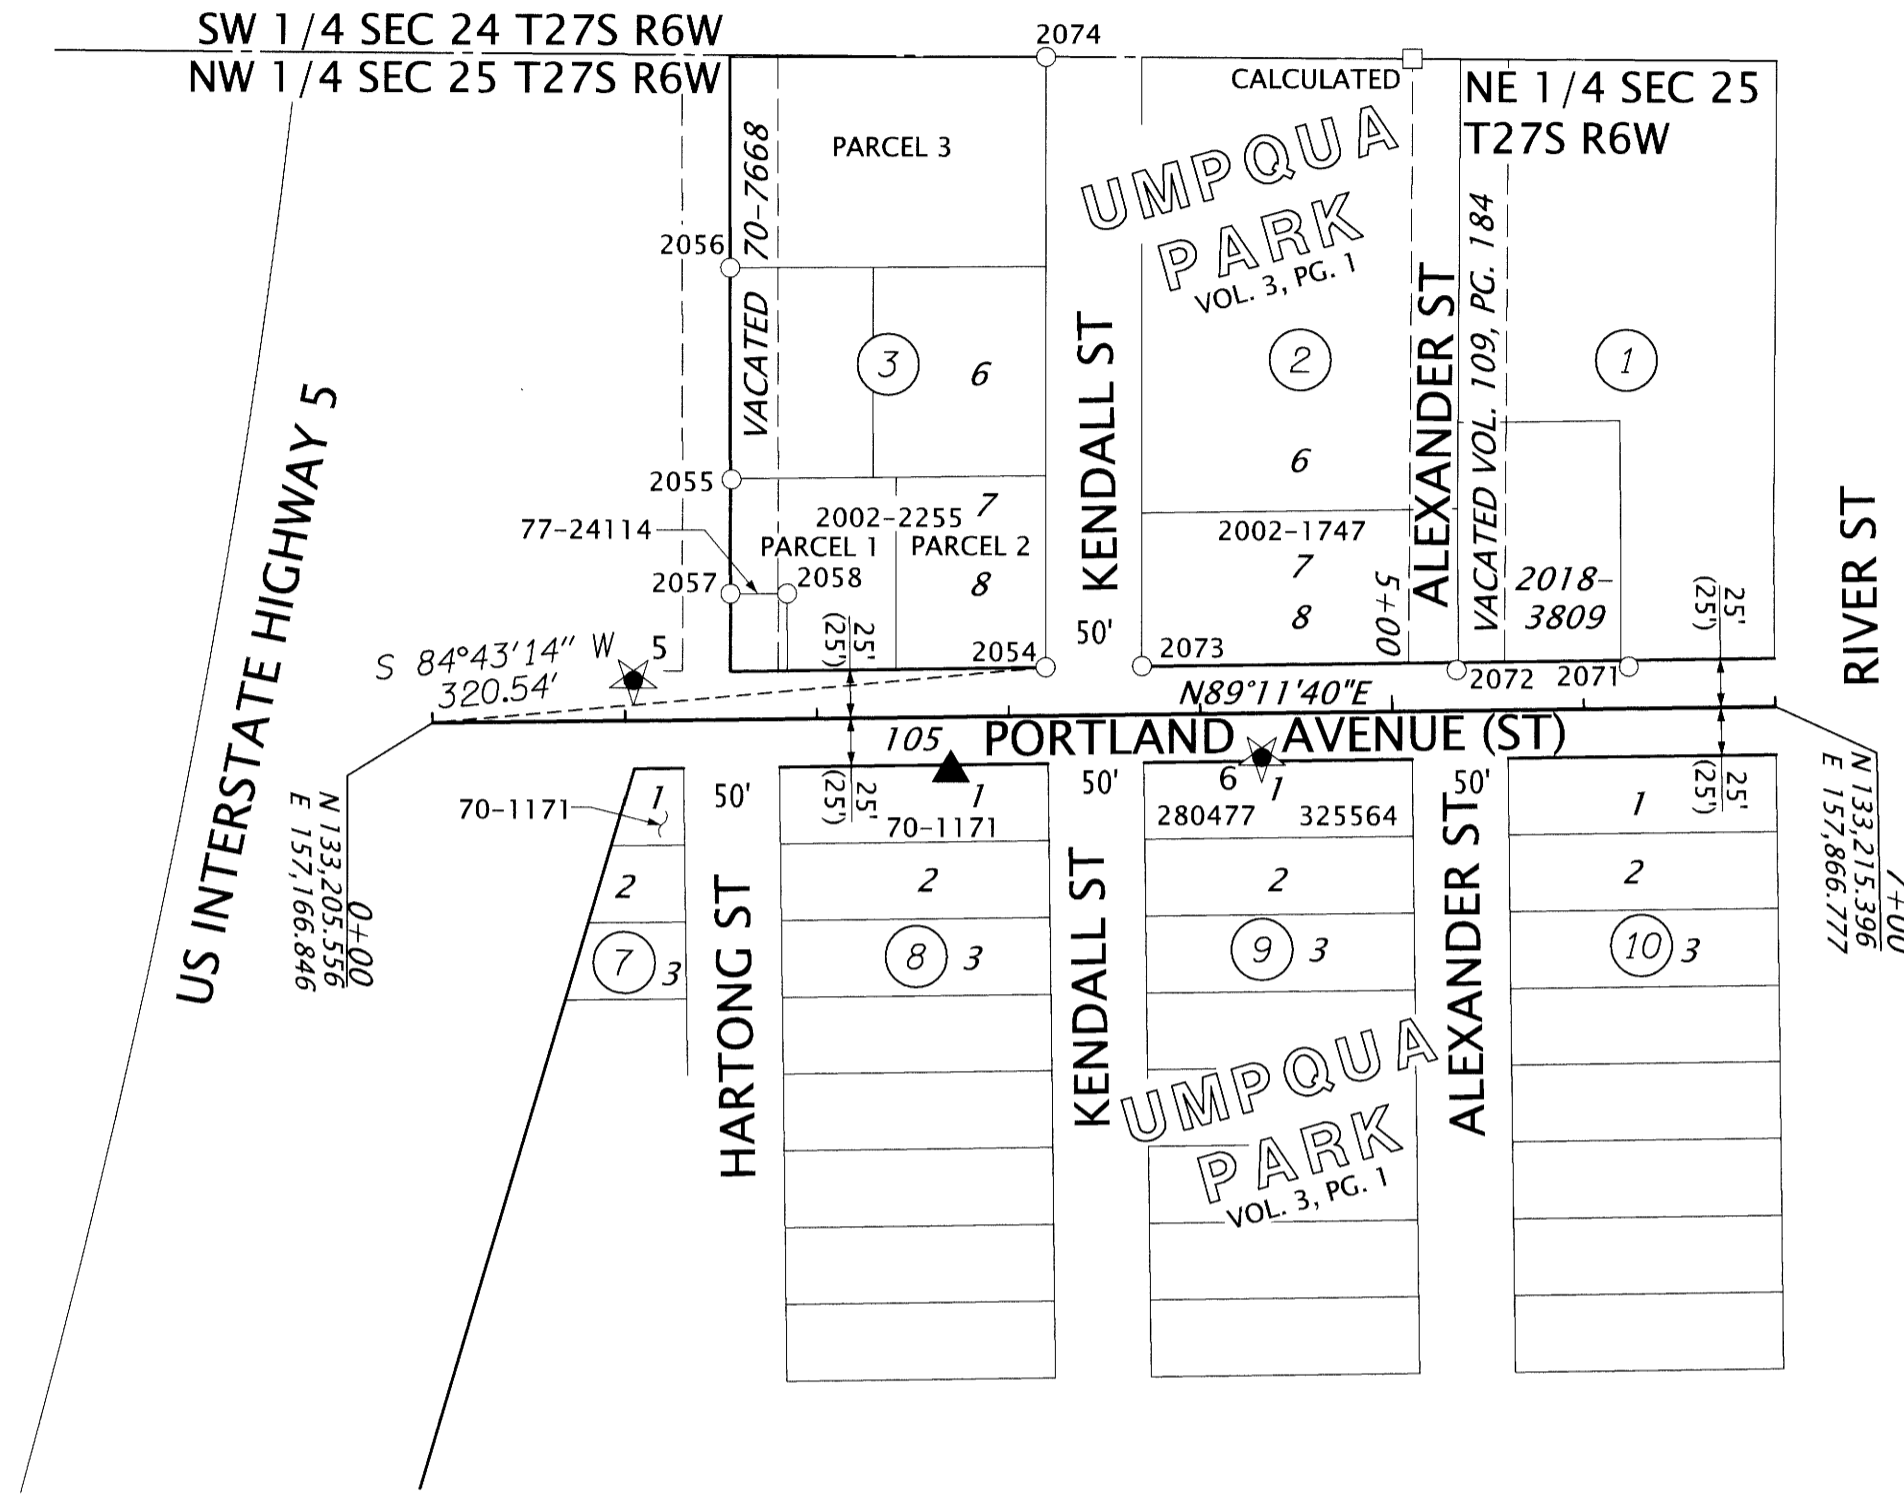 SW 1/4 SEC 24 T27S R6W
NW 1/4 SEC 25 T27S R6W
2074
CALCULATED
NE 1/4 SEC 25
T27S R6W
PARCEL 3
VACATED 70-7668
UMPQUA
PARK
VOL. 3, PG. 1
2056
3
6
KENDALL ST
50'
2
6
ALEXANDER ST
VACATED VOL. 109, PG. 184
1
US INTERSTATE HIGHWAY 5
2055
77-24114
2002-2255
7
PARCEL 1
PARCEL 2
2057
2058
8
2002-1747
7
8
5+00
2018-
3809
25'
(25')
25'
(25')
RIVER ST
S 84°43'14" W
320.54'
5
2054
2073
2072
2071
N89°11'40"E
105
PORTLAND AVENUE (ST)
0+00
N 133,205.556
E 157,166.846
7+00
N 133,215.396
E 157,866.777
70-1171
1
2
7
3
50'
HARTONG ST
25'
(25')
1
70-1171
2
8
3
50'
KENDALL ST
6
1
280477
325564
2
9
3
UMPQUA
PARK
VOL. 3, PG. 1
50'
ALEXANDER ST
25'
(25')
1
2
10
3